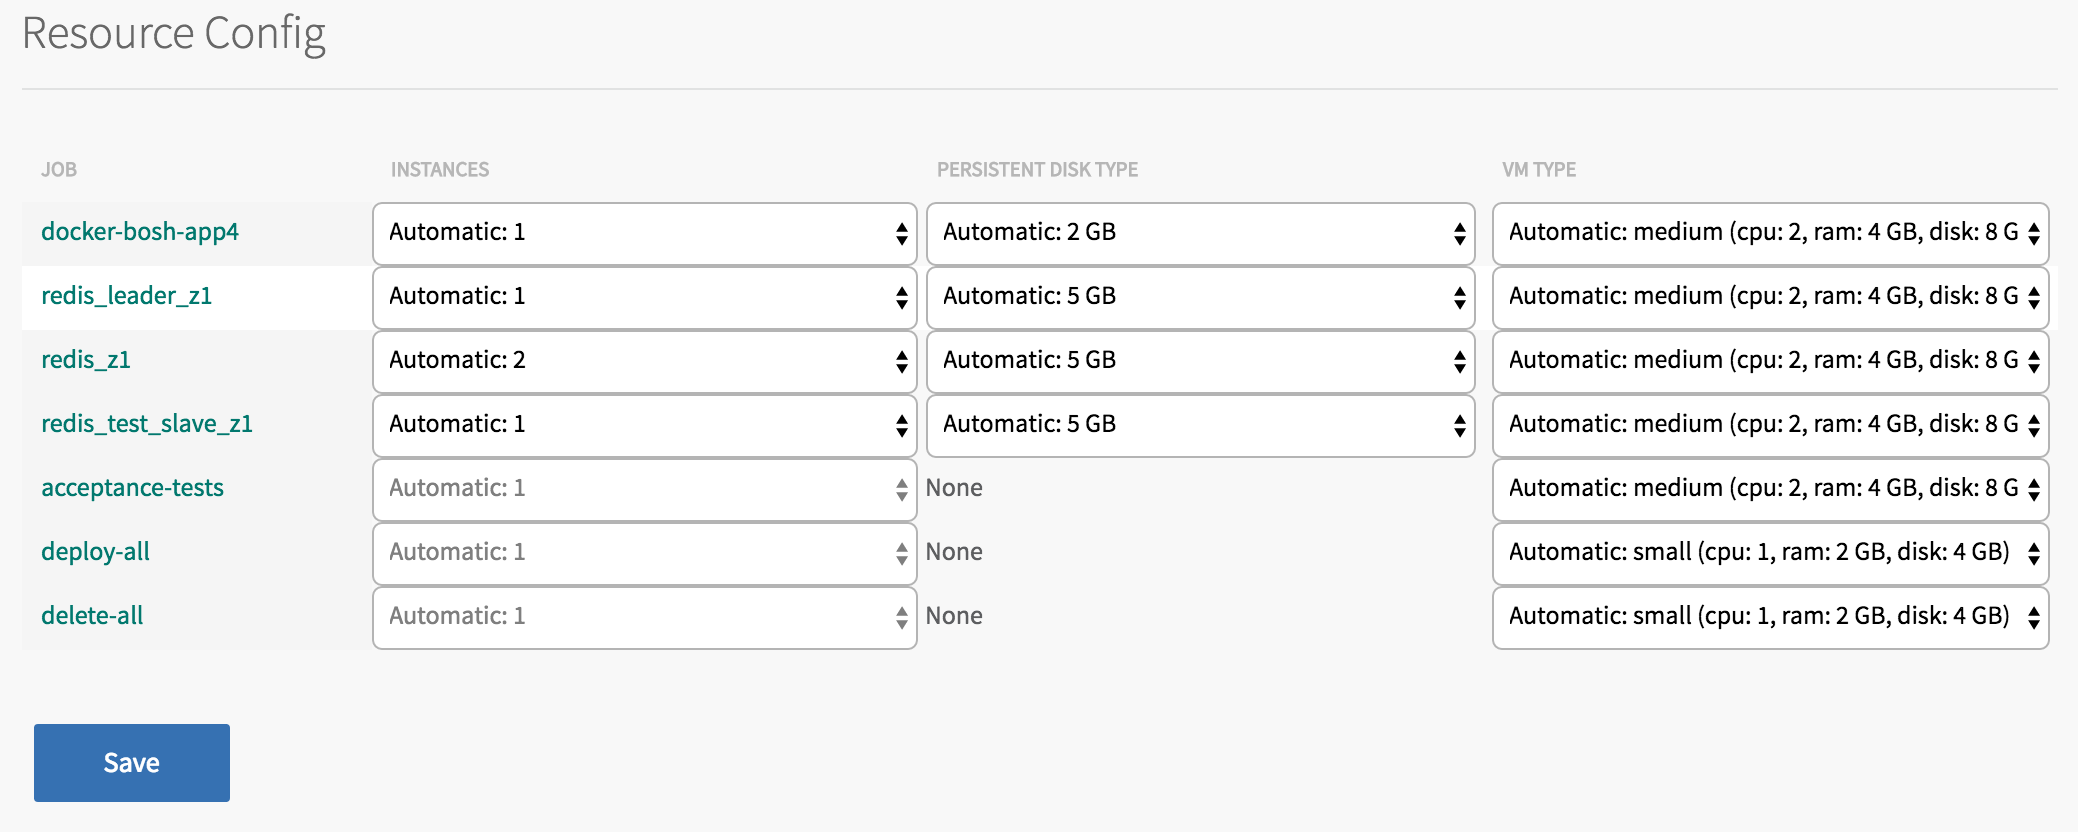 Resource Config
JOB INSTANCES PERSISTENT DISK TYPE VM TYPE
docker-bosh-app4 Automatic: 1 Automatic: 2 GB Automatic: medium (cpu: 2, ram: 4 GB, disk: 8 G
redis_leader_z1 Automatic: 1 Automatic: 5 GB Automatic: medium (cpu: 2, ram: 4 GB, disk: 8 G
redis_z1 Automatic: 2 Automatic: 5 GB Automatic: medium (cpu: 2, ram: 4 GB, disk: 8 G
redis_test_slave_z1 Automatic: 1 Automatic: 5 GB Automatic: medium (cpu: 2, ram: 4 GB, disk: 8 G
acceptance-tests Automatic: 1 None Automatic: medium (cpu: 2, ram: 4 GB, disk: 8 G
deploy-all Automatic: 1 None Automatic: small (cpu: 1, ram: 2 GB, disk: 4 GB)
delete-all Automatic: 1 None Automatic: small (cpu: 1, ram: 2 GB, disk: 4 GB)
Save